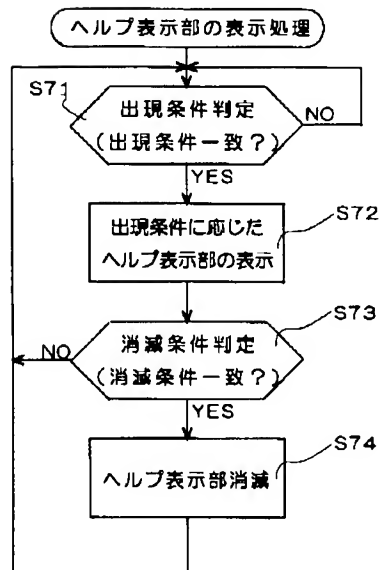 ヘルプ表示部の表示処理
S71
出現条件判定
(出現条件一致?)
NO
YES
出現条件に応じた
ヘルプ表示部の表示
S72
消滅条件判定
(消滅条件一致?)
S73
NO
YES
ヘルプ表示部消滅
S74